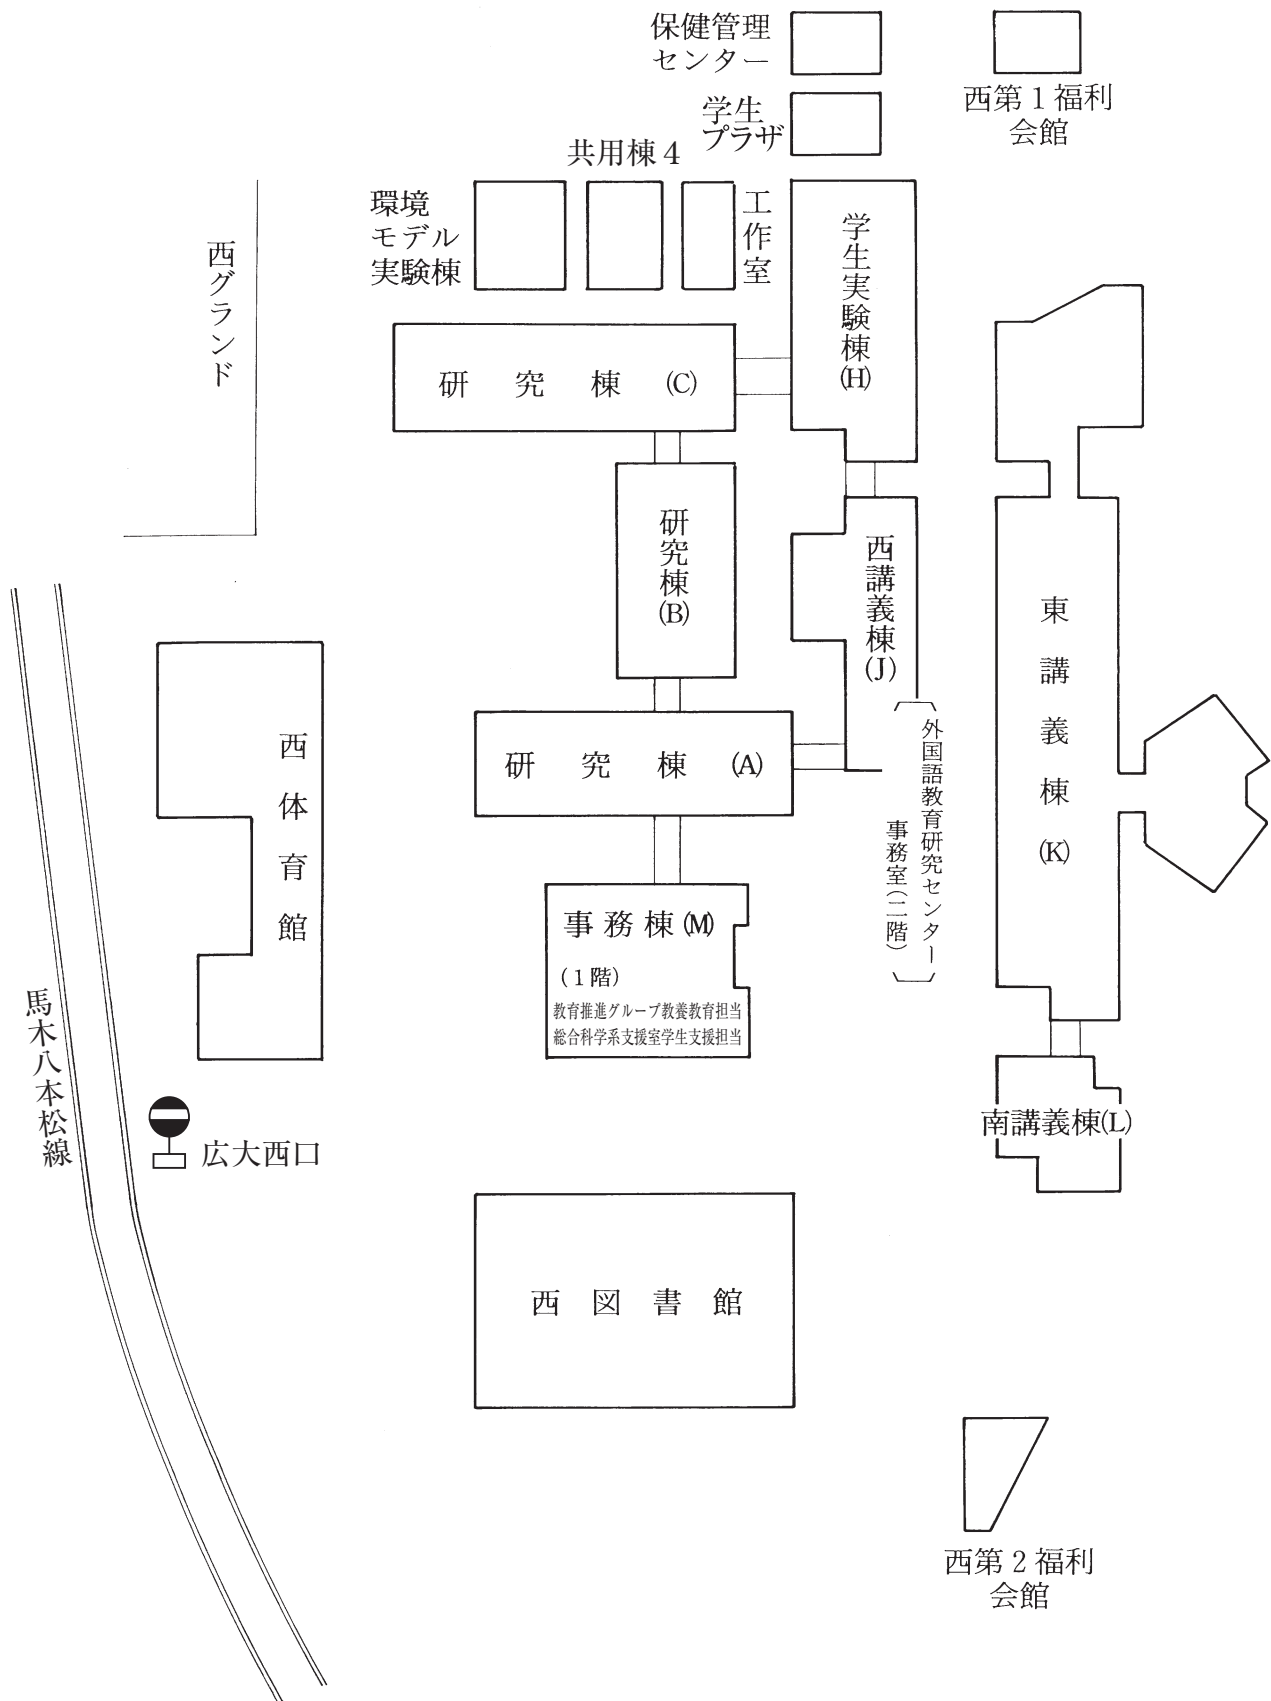 保健管理
センター
西第1福利
会館
学生
プラザ
共用棟4
環境
モデル
実験棟
工作室
学生実験棟(H)
西グランド
研究棟(C)
研究棟(B)
西講義棟(J)
東講義棟(K)
研究棟(A)
外国語教育研究センター
事務室(二階)
西体育館
事務棟(M)
(1階)
教育推進グループ教養教育担当
総合科学系支援室学生支援担当
馬木八本松線
広大西口
南講義棟(L)
西図書館
西第2福利
会館